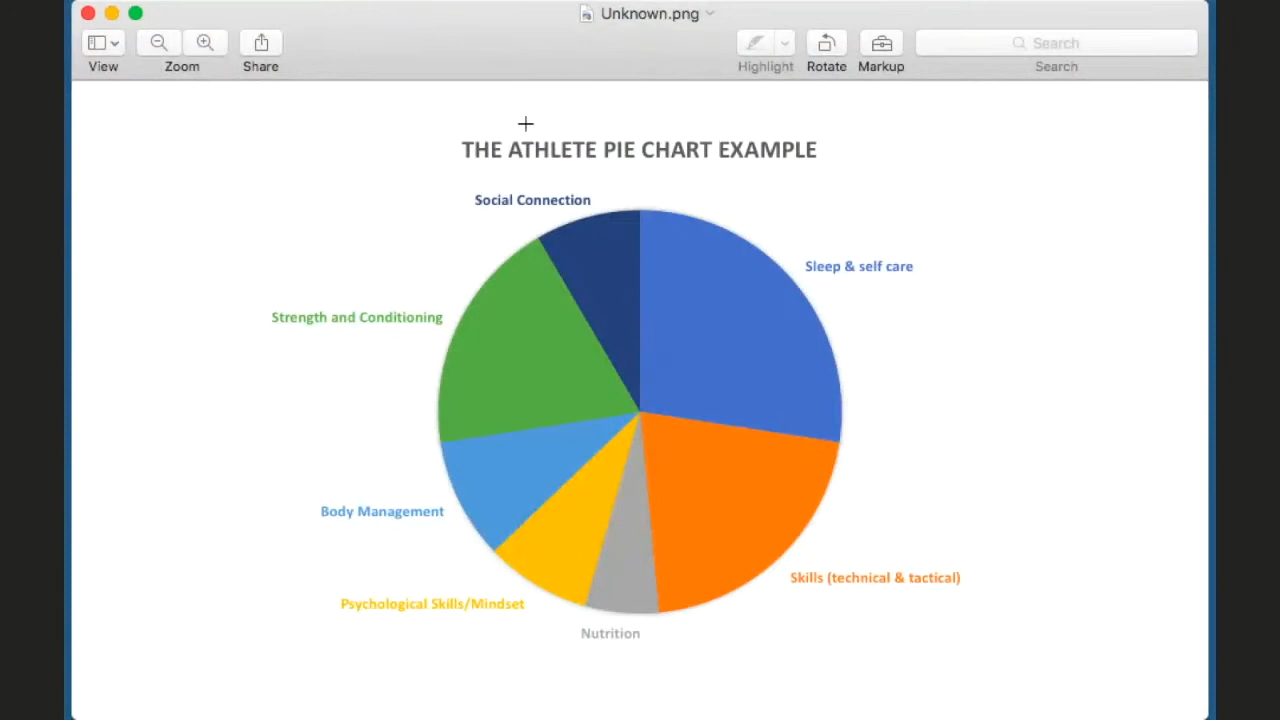 Unknown.png
View
Zoom
Share
Highlight
Rotate
Markup
Search
Search
THE ATHLETE PIE CHART EXAMPLE
Social Connection
Sleep & self care
Strength and Conditioning
Body Management
Skills (technical & tactical)
Psychological Skills/Mindset
Nutrition